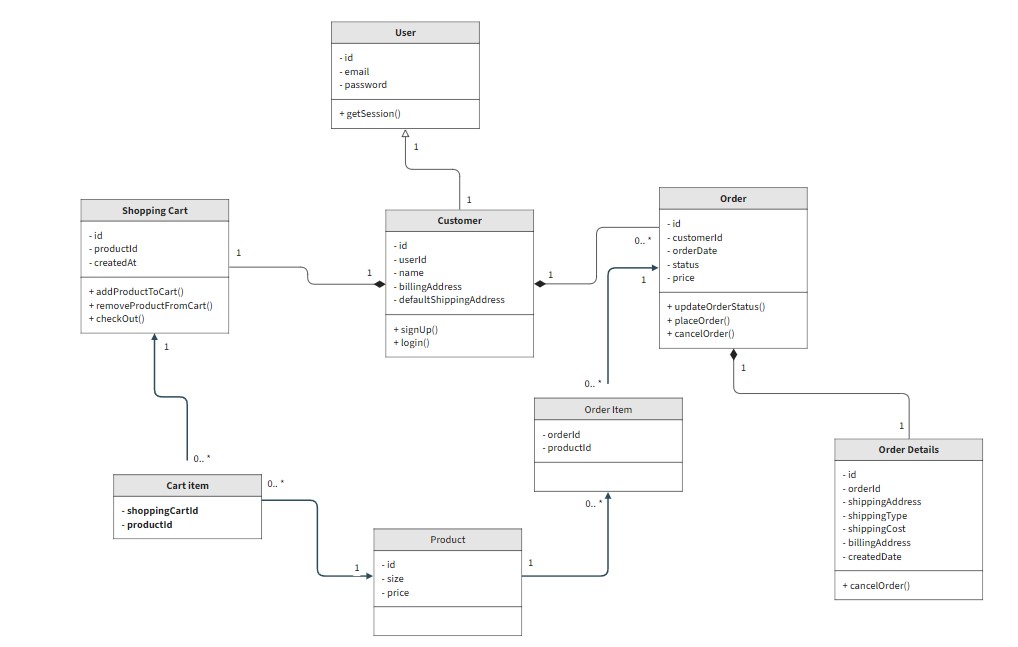 User
- id
- email
- password
+ getSession()
1
1
Shopping Cart
- id
- productId
- createdAt
+ addProductToCart()
+ removeProductFromCart()
+ checkOut()
1
1
Customer
- id
- userId
- name
- billingAddress
- defaultShippingAddress
+ signUp()
+ login()
1
0.. *
1
Order
- id
- customerId
- orderDate
- status
- price
+ updateOrderStatus()
+ placeOrder()
+ cancelOrder()
1
1
0.. *
Cart item
- shoppingCartId
- productId
0.. *
1
Product
- id
- size
- price
1
0.. *
Order Item
- orderId
- productId
0.. *
1
Order Details
- id
- orderId
- shippingAddress
- shippingType
- shippingCost
- billingAddress
- createdDate
+ cancelOrder()